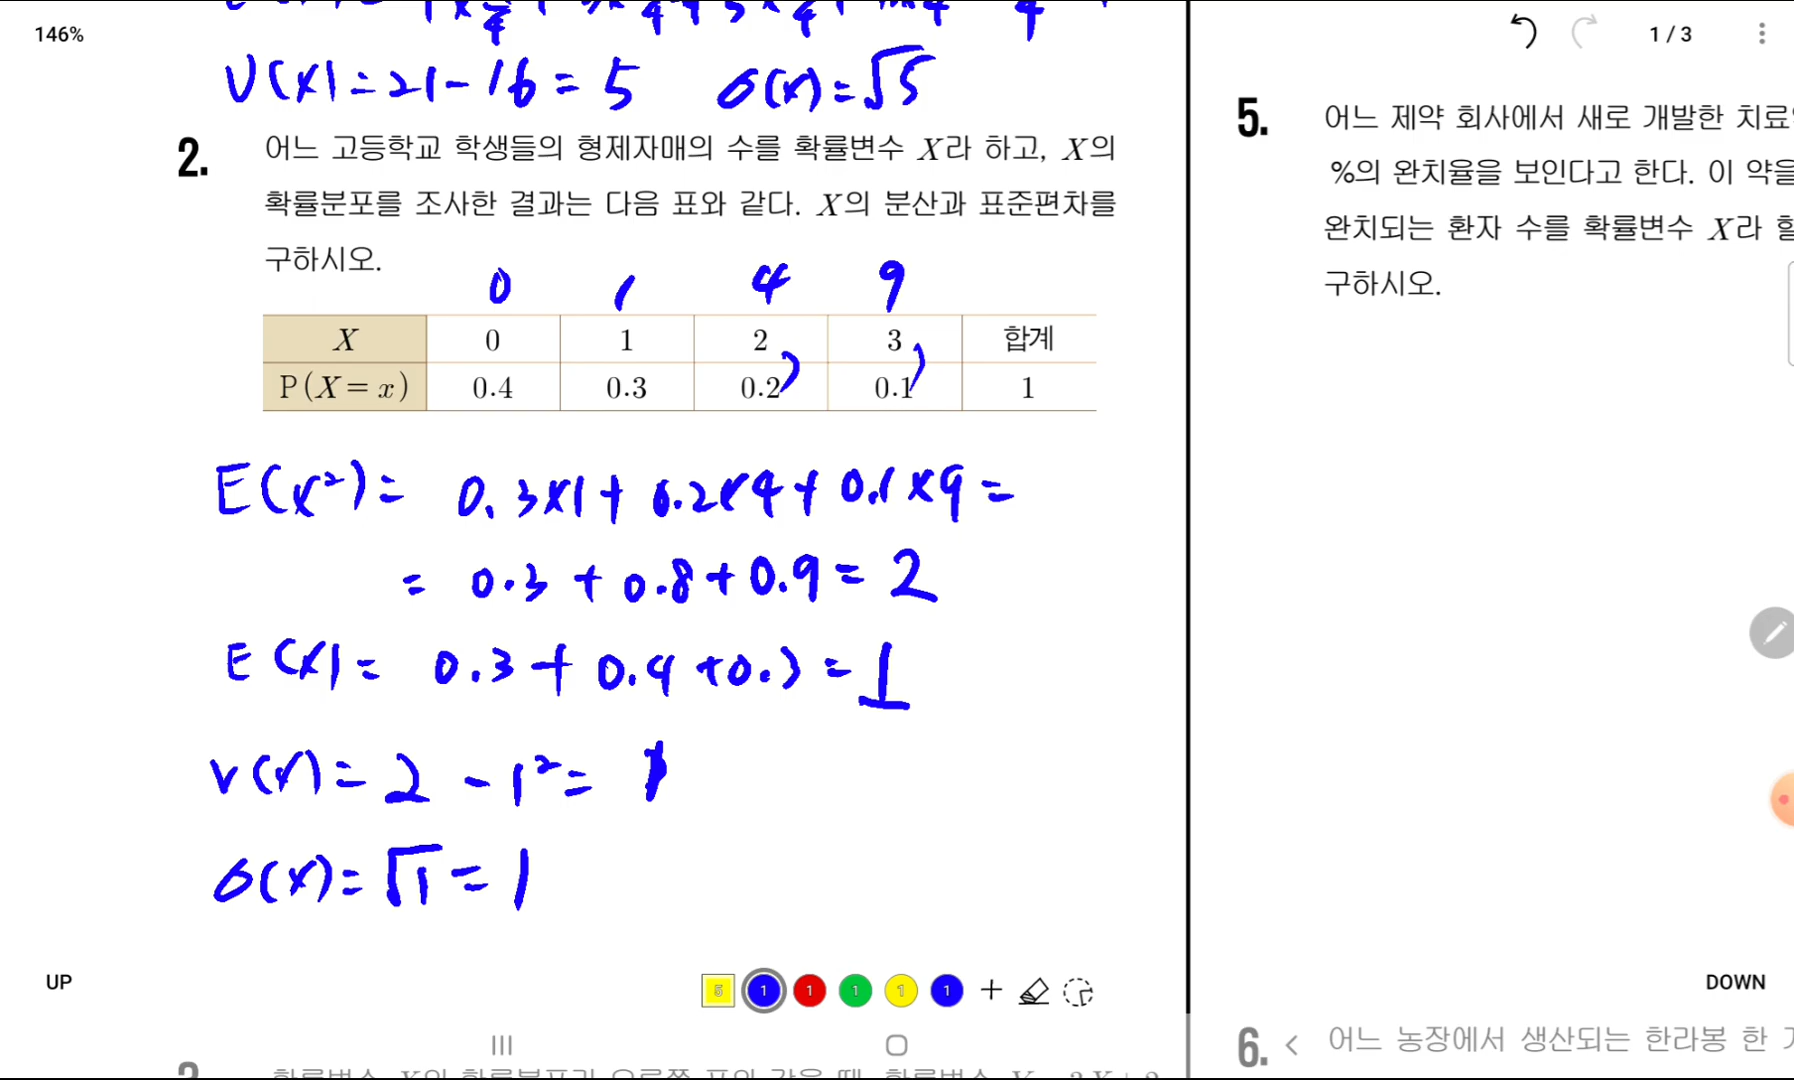 146%
1 / 3
V(X)=21-16=5 σ(x)=√5
2. 어느 고등학교 학생들의 형제자매의 수를 확률변수 X라 하고, X의
확률분포를 조사한 결과는 다음 표와 같다. X의 분산과 표준편차를
구하시오.
0 1 4 9
X 0 1 2 3 합계
P(X=x) 0.4 0.3 0.2 0.1 1
E(x²)= 0.3×1+0.2×4+0.1×9=
= 0.3+0.8+0.9=2
E(X)= 0.3+0.4+0.3=1
V(x)=2-1²=1
σ(x)=√1=1
5. 어느 제약 회사에서 새로 개발한
%의 완치율을 보인다고 한다. 이 약을
완치되는 환자 수를 확률변수 X라
구하시오.
UP
5 1 1 1 1 1
DOWN
6. 어느 농장에서 생산되는 한라봉 한